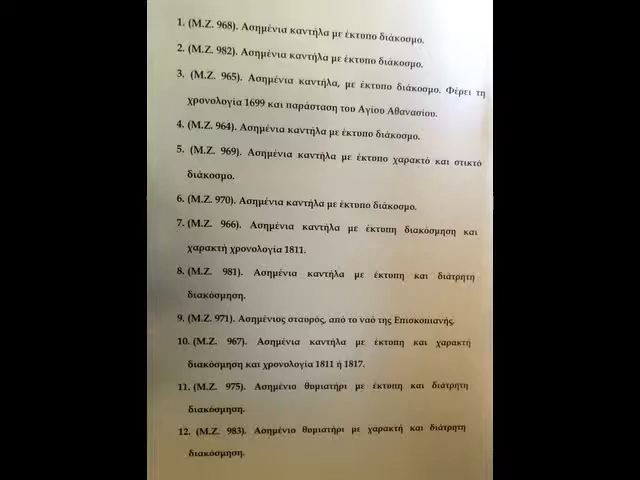 1. (Μ.Ζ. 968). Ασημένια καντήλα με έκτυπο διάκοσμο.
2. (Μ.Ζ. 982). Ασημένια καντήλα με έκτυπο διάκοσμο.
3. (Μ.Ζ. 965). Ασημένια καντήλα, με έκτυπο διάκοσμο. Φέρει τη
χρονολογία 1699 και παράσταση του Αγίου Αθανασίου.
4. (Μ.Ζ. 964). Ασημένια καντήλα με έκτυπο διάκοσμο.
5. (Μ.Ζ. 969). Ασημένια καντήλα με έκτυπο χαρακτό και στικτό
διάκοσμο.
6. (Μ.Ζ. 970). Ασημένια καντήλα με έκτυπο διάκοσμο.
7. (Μ.Ζ. 966). Ασημένια καντήλα με έκτυπη διακόσμηση και
χαρακτή χρονολογία 1811.
8. (Μ.Ζ. 981). Ασημένια καντήλα με έκτυπη και διάτρητη
διακόσμηση.
9. (Μ.Ζ. 971). Ασημένιος σταυρός, από το ναό της Επισκοπιανής.
10. (Μ.Ζ. 967). Ασημένια καντήλα με έκτυπη και χαρακτή
διακόσμηση και χρονολογία 1811 ή 1817.
11. (Μ.Ζ. 975). Ασημένιο θυμιατήρι με έκτυπη και διάτρητη
διακόσμηση.
12. (Μ.Ζ. 983). Ασημένιο θυμιατήρι με χαρακτή και διάτρητη
διακόσμηση.